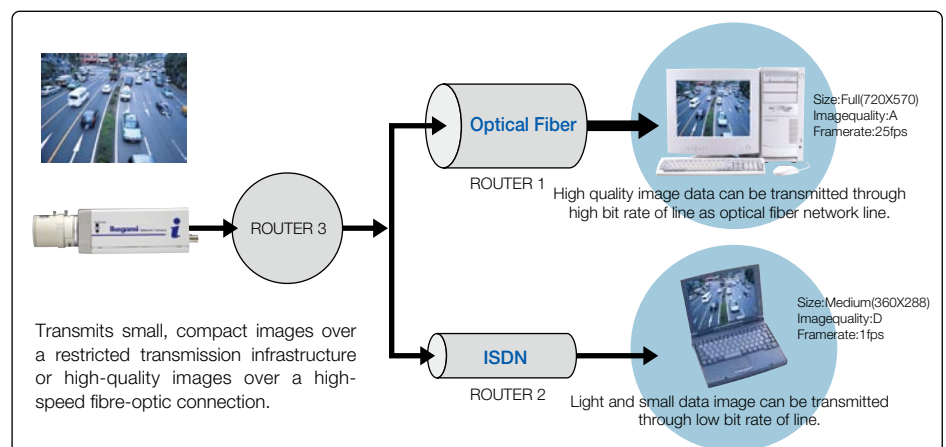 Optical Fiber
ROUTER 1
Size:Full(720X570)
Imagequality:A
Framerate:25fps
High quility image data can be transmitted through
high bit rate of line as optical fiber network line.
Ikegami
i
ROUTER 3
Transmits small, compact images over
a restricted transmission infrastructure
or high-quality images over a high-
speed fibre-optic connection.
ISDN
ROUTER 2
Size:Medium(360X288)
Imagequality:D
Framerate:1fps
Light and small data image can be transmitted
through low bit rate of line.